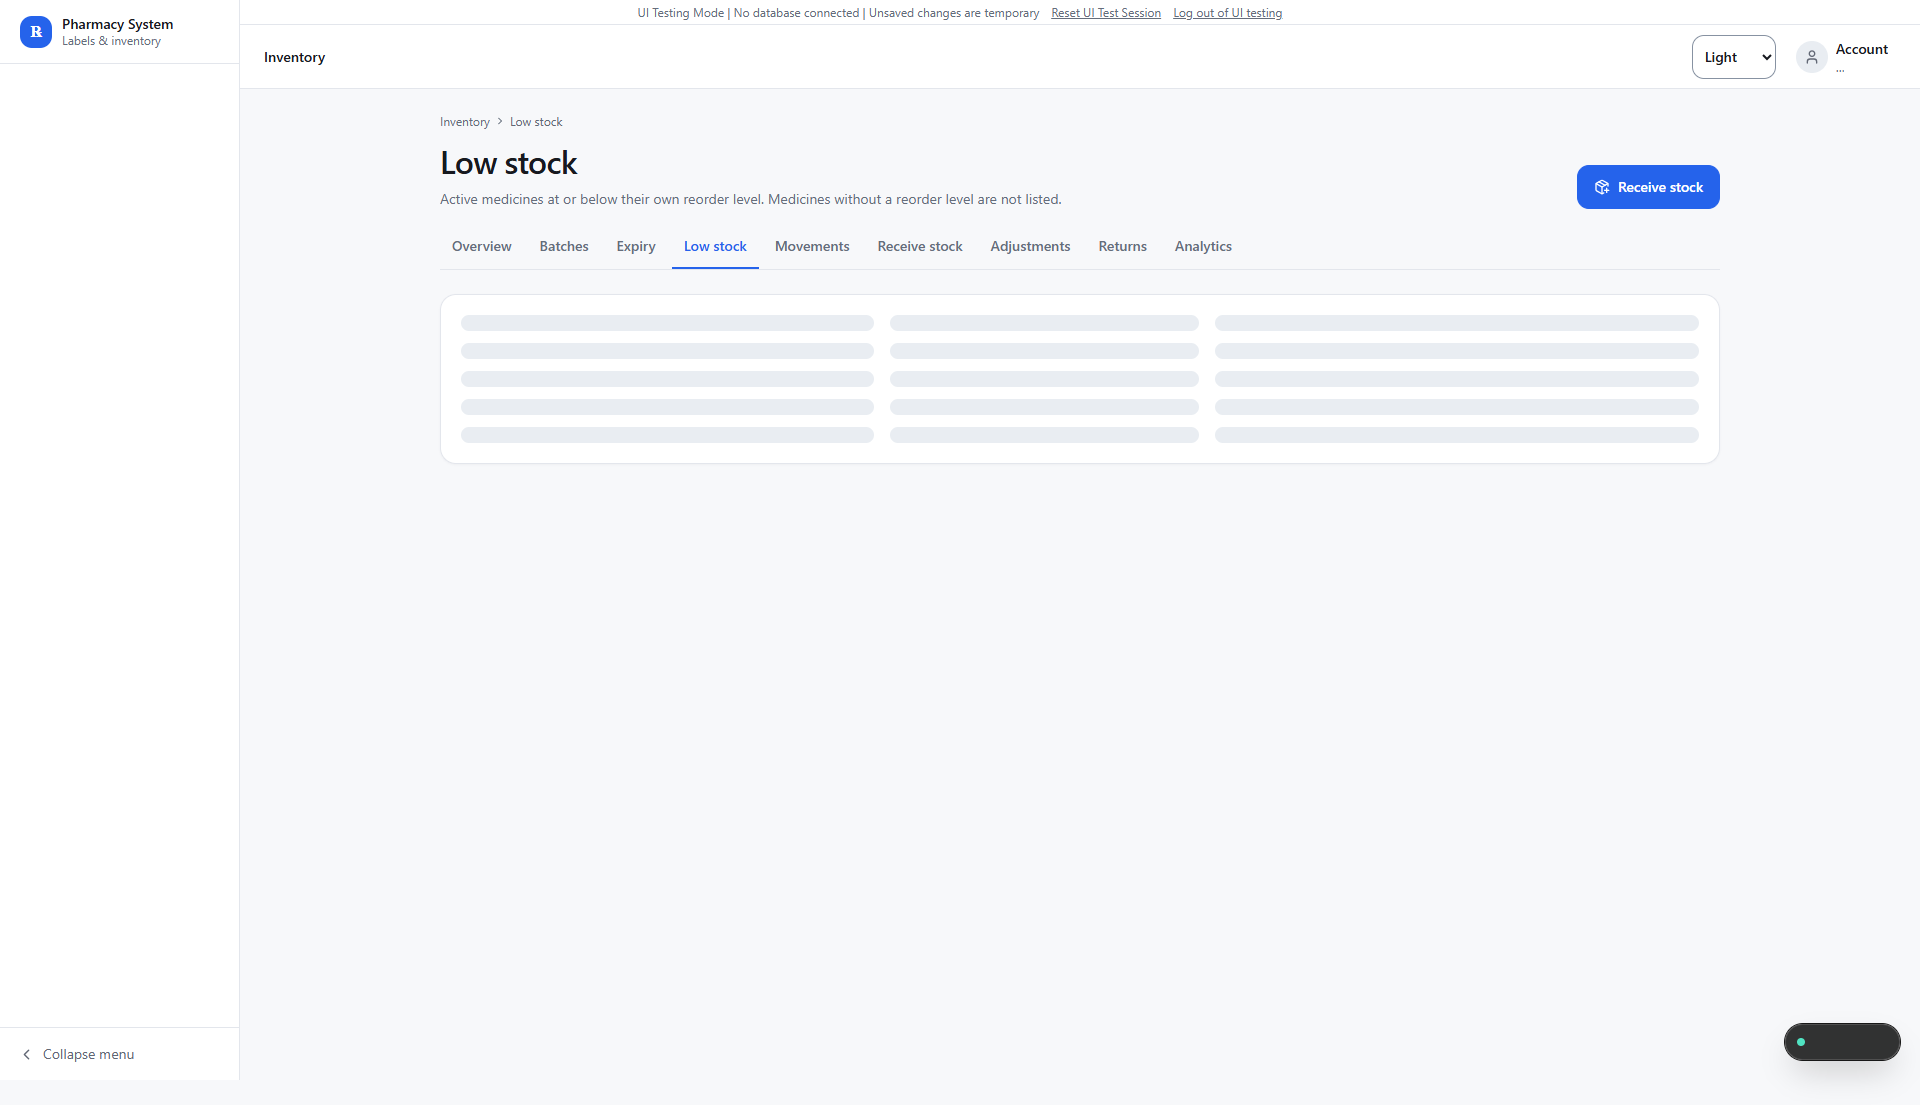 Pharmacy System
Labels & inventory
UI Testing Mode | No database connected | Unsaved changes are temporary Reset UI Test Session Log out of UI testing
Inventory
Light
Account
...
Inventory > Low stock
Low stock
Active medicines at or below their own reorder level. Medicines without a reorder level are not listed.
Receive stock
Overview Batches Expiry Low stock Movements Receive stock Adjustments Returns Analytics
Collapse menu